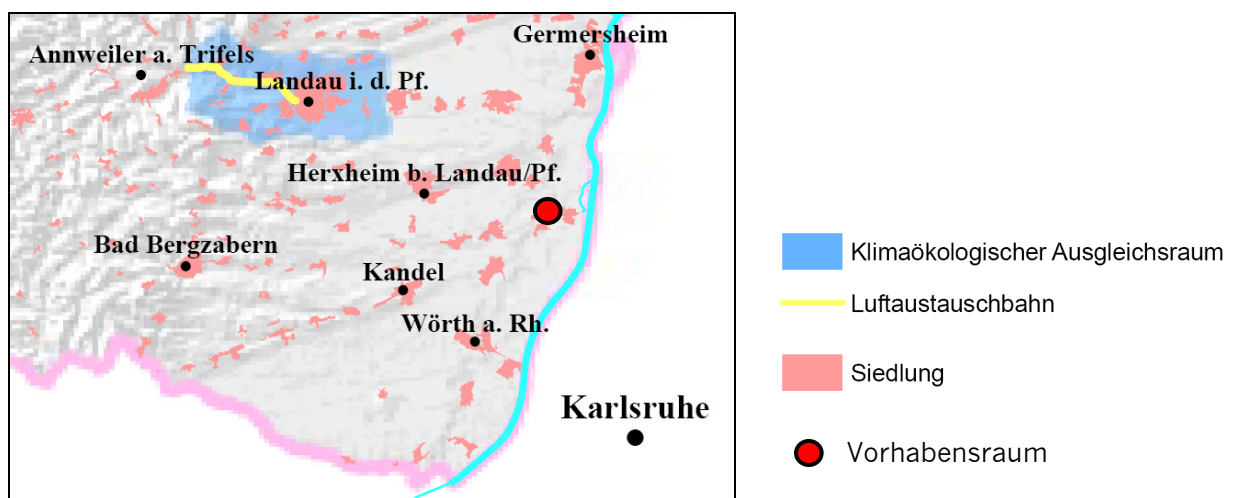 Germersheim
Annweiler a. Trifels
Landau i. d. Pf.
Herxheim b. Landau/Pf.
Bad Bergzabern
Kandel
Wörth a. Rh.
Karlsruhe
Klimaökologischer Ausgleichsraum
Luftaustauschbahn
Siedlung
Vorhabensraum